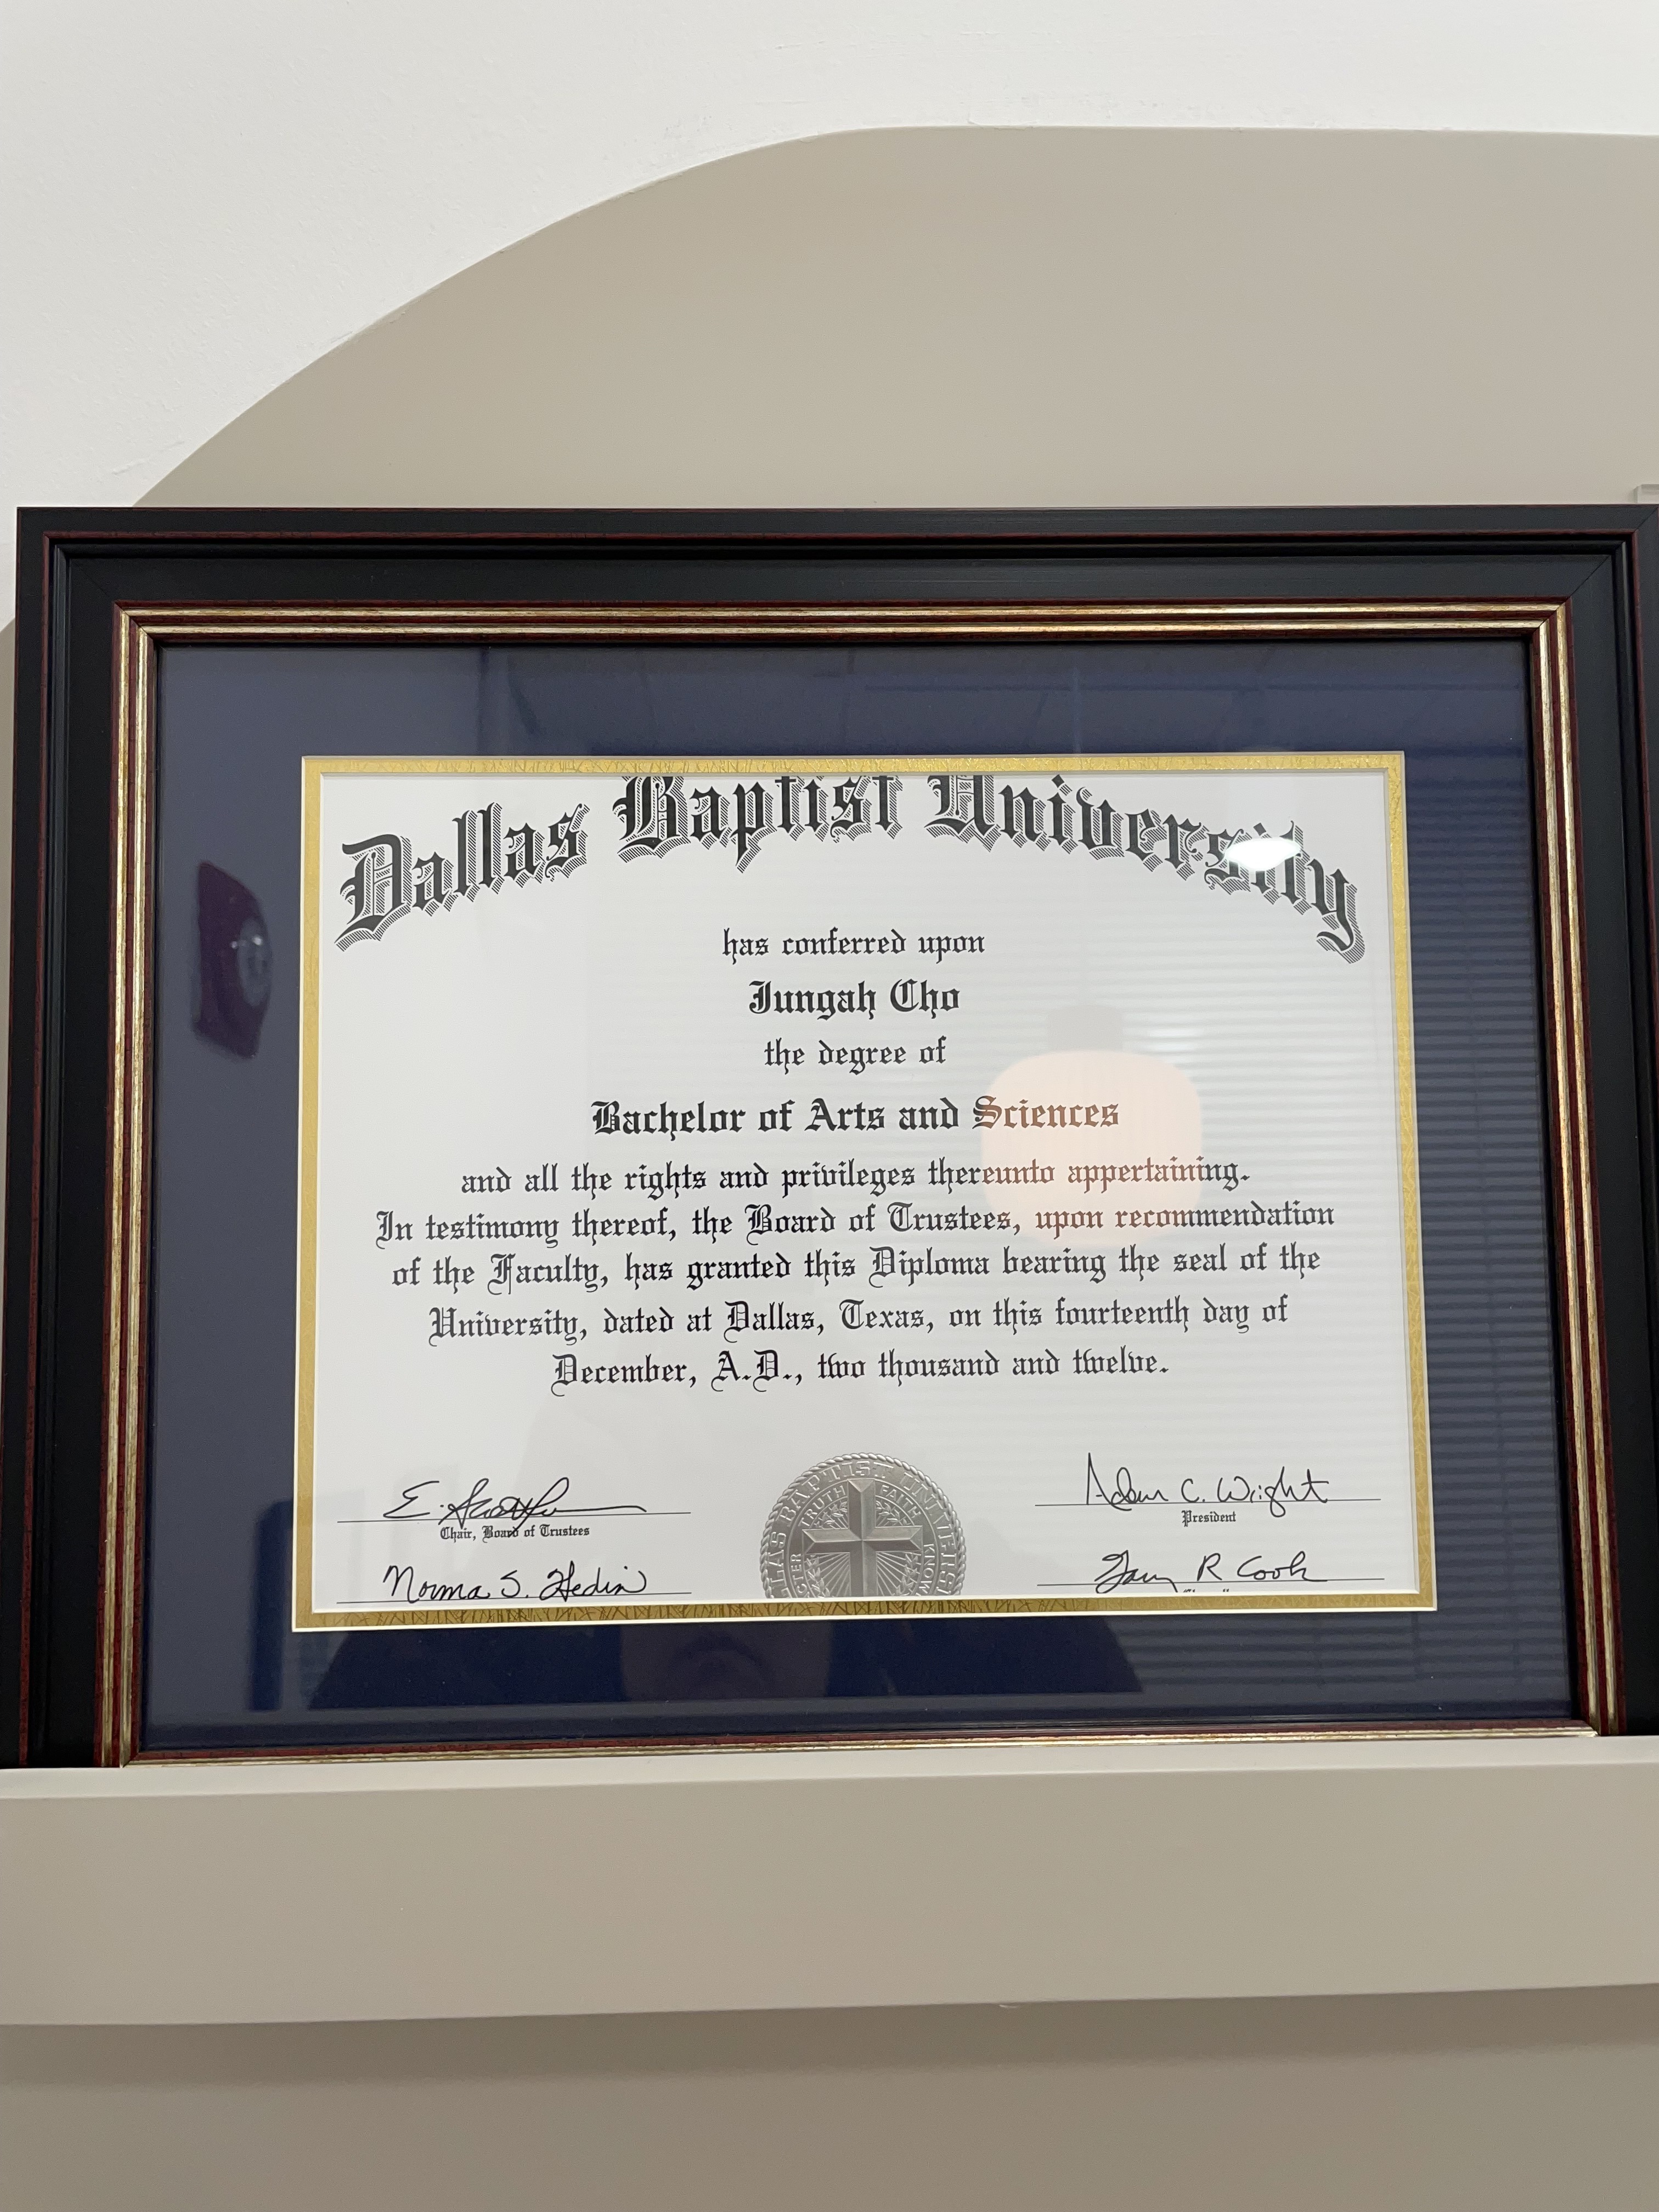 Dallas Baptist University
has conferred upon
Jungah Cho
the degree of
Bachelor of Arts and Sciences
and all the rights and privileges thereunto appertaining.
In testimony thereof, the Board of Trustees, upon recommendation
of the Faculty, has granted this Diploma bearing the seal of the
University, dated at Dallas, Texas, on this fourteenth day of
December, A.D., two thousand and twelve.
Adam C. Wright
Chair, Board of Trustees
President
TRUTH FAITH
Norma S. Hedin
Gary R Cook